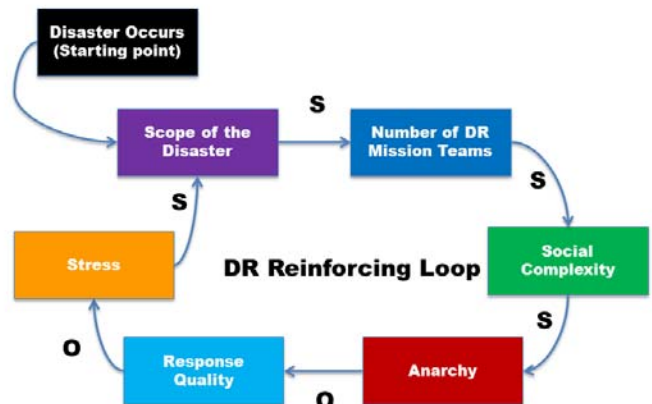 Disaster Occurs
(Starting point)
S
Scope of the
Disaster
Number of DR
Mission Teams
S
S
Stress
DR Reinforcing Loop
Social
Complexity
S
O
Response
Quality
Anarchy
O